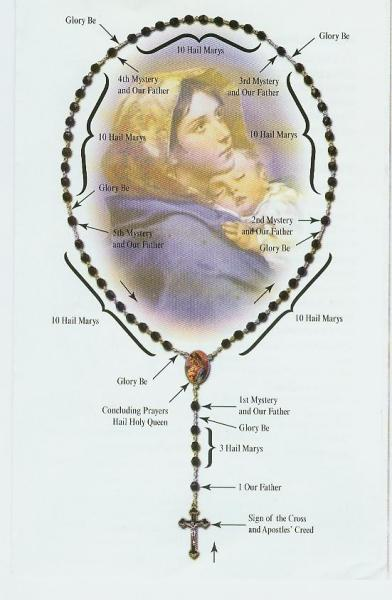 Glory Be
Glory Be
10 Hail Marys
4th Mystery
and Our Father
3rd Mystery
and Our Father
10 Hail Marys
10 Hail Marys
Glory Be
5th Mystery
and Our Father
2nd Mystery
and Our Father
Glory Be
10 Hail Marys
10 Hail Marys
Glory Be
Concluding Prayers
Hail Holy Queen
1st Mystery
and Our Father
Glory Be
3 Hail Marys
1 Our Father
Sign of the Cross
and Apostles' Creed